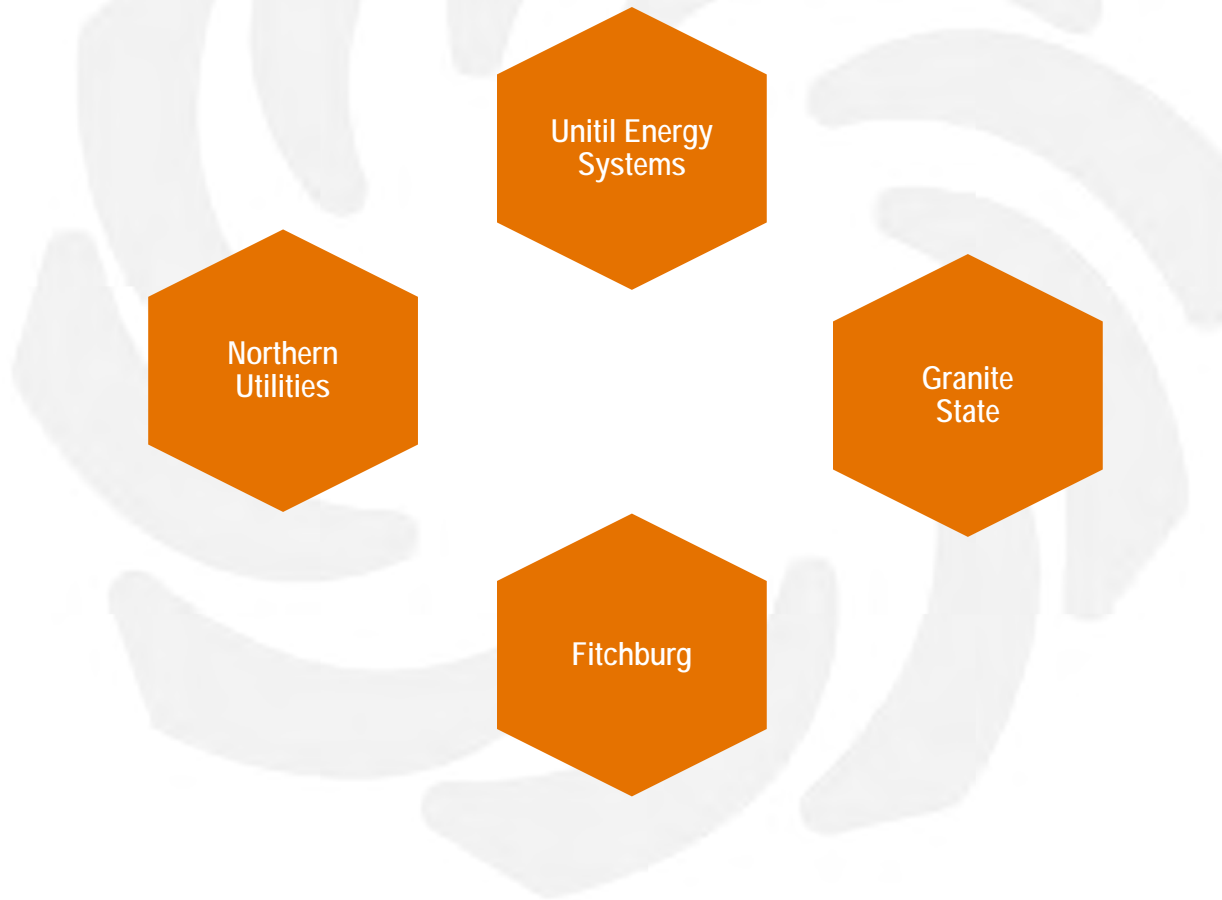 Unitil Energy
Systems
Northern
Utilities
Granite
State
Fitchburg